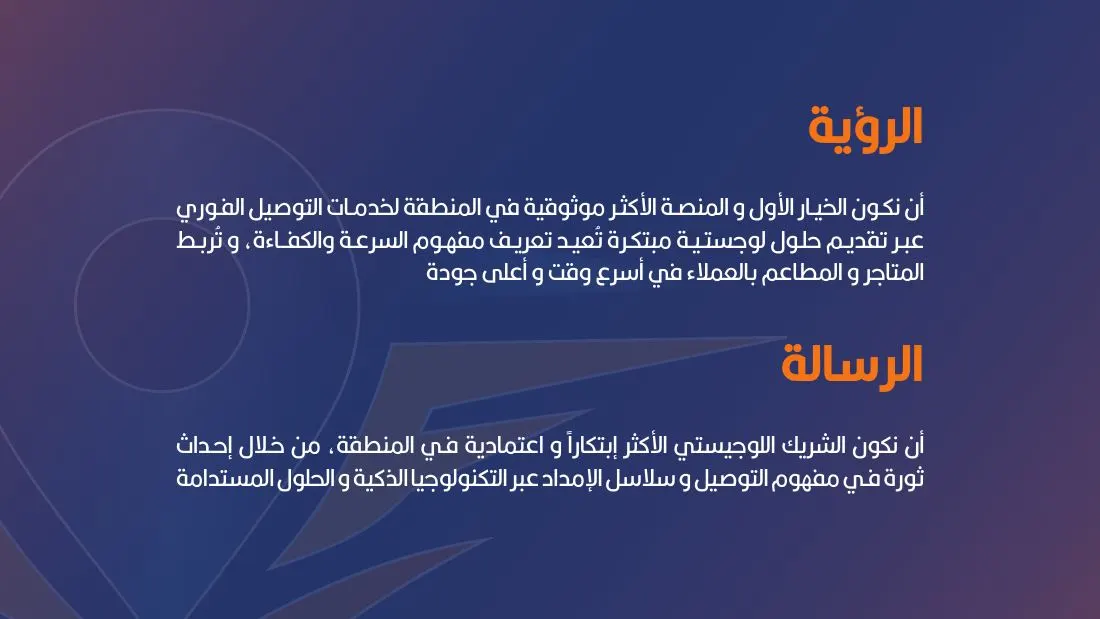 الرؤية
أن نكون الخيار الأول و المنصة الأكثر موثوقية في المنطقة لخدمات التوصيل الفوري
عبر تقديم حلول لوجستية مبتكرة تُعيد تعريف مفهوم السرعة والكفاءة، و تُربط
المتاجر و المطاعم بالعملاء في أسرع وقت و أعلى جودة
الرسالة
أن نكون الشريك اللوجيستي الأكثر إبتكاراً و اعتمادية في المنطقة، من خلال إحداث
ثورة في مفهوم التوصيل و سلاسل الإمداد عبر التكنولوجيا الذكية و الحلول المستدامة